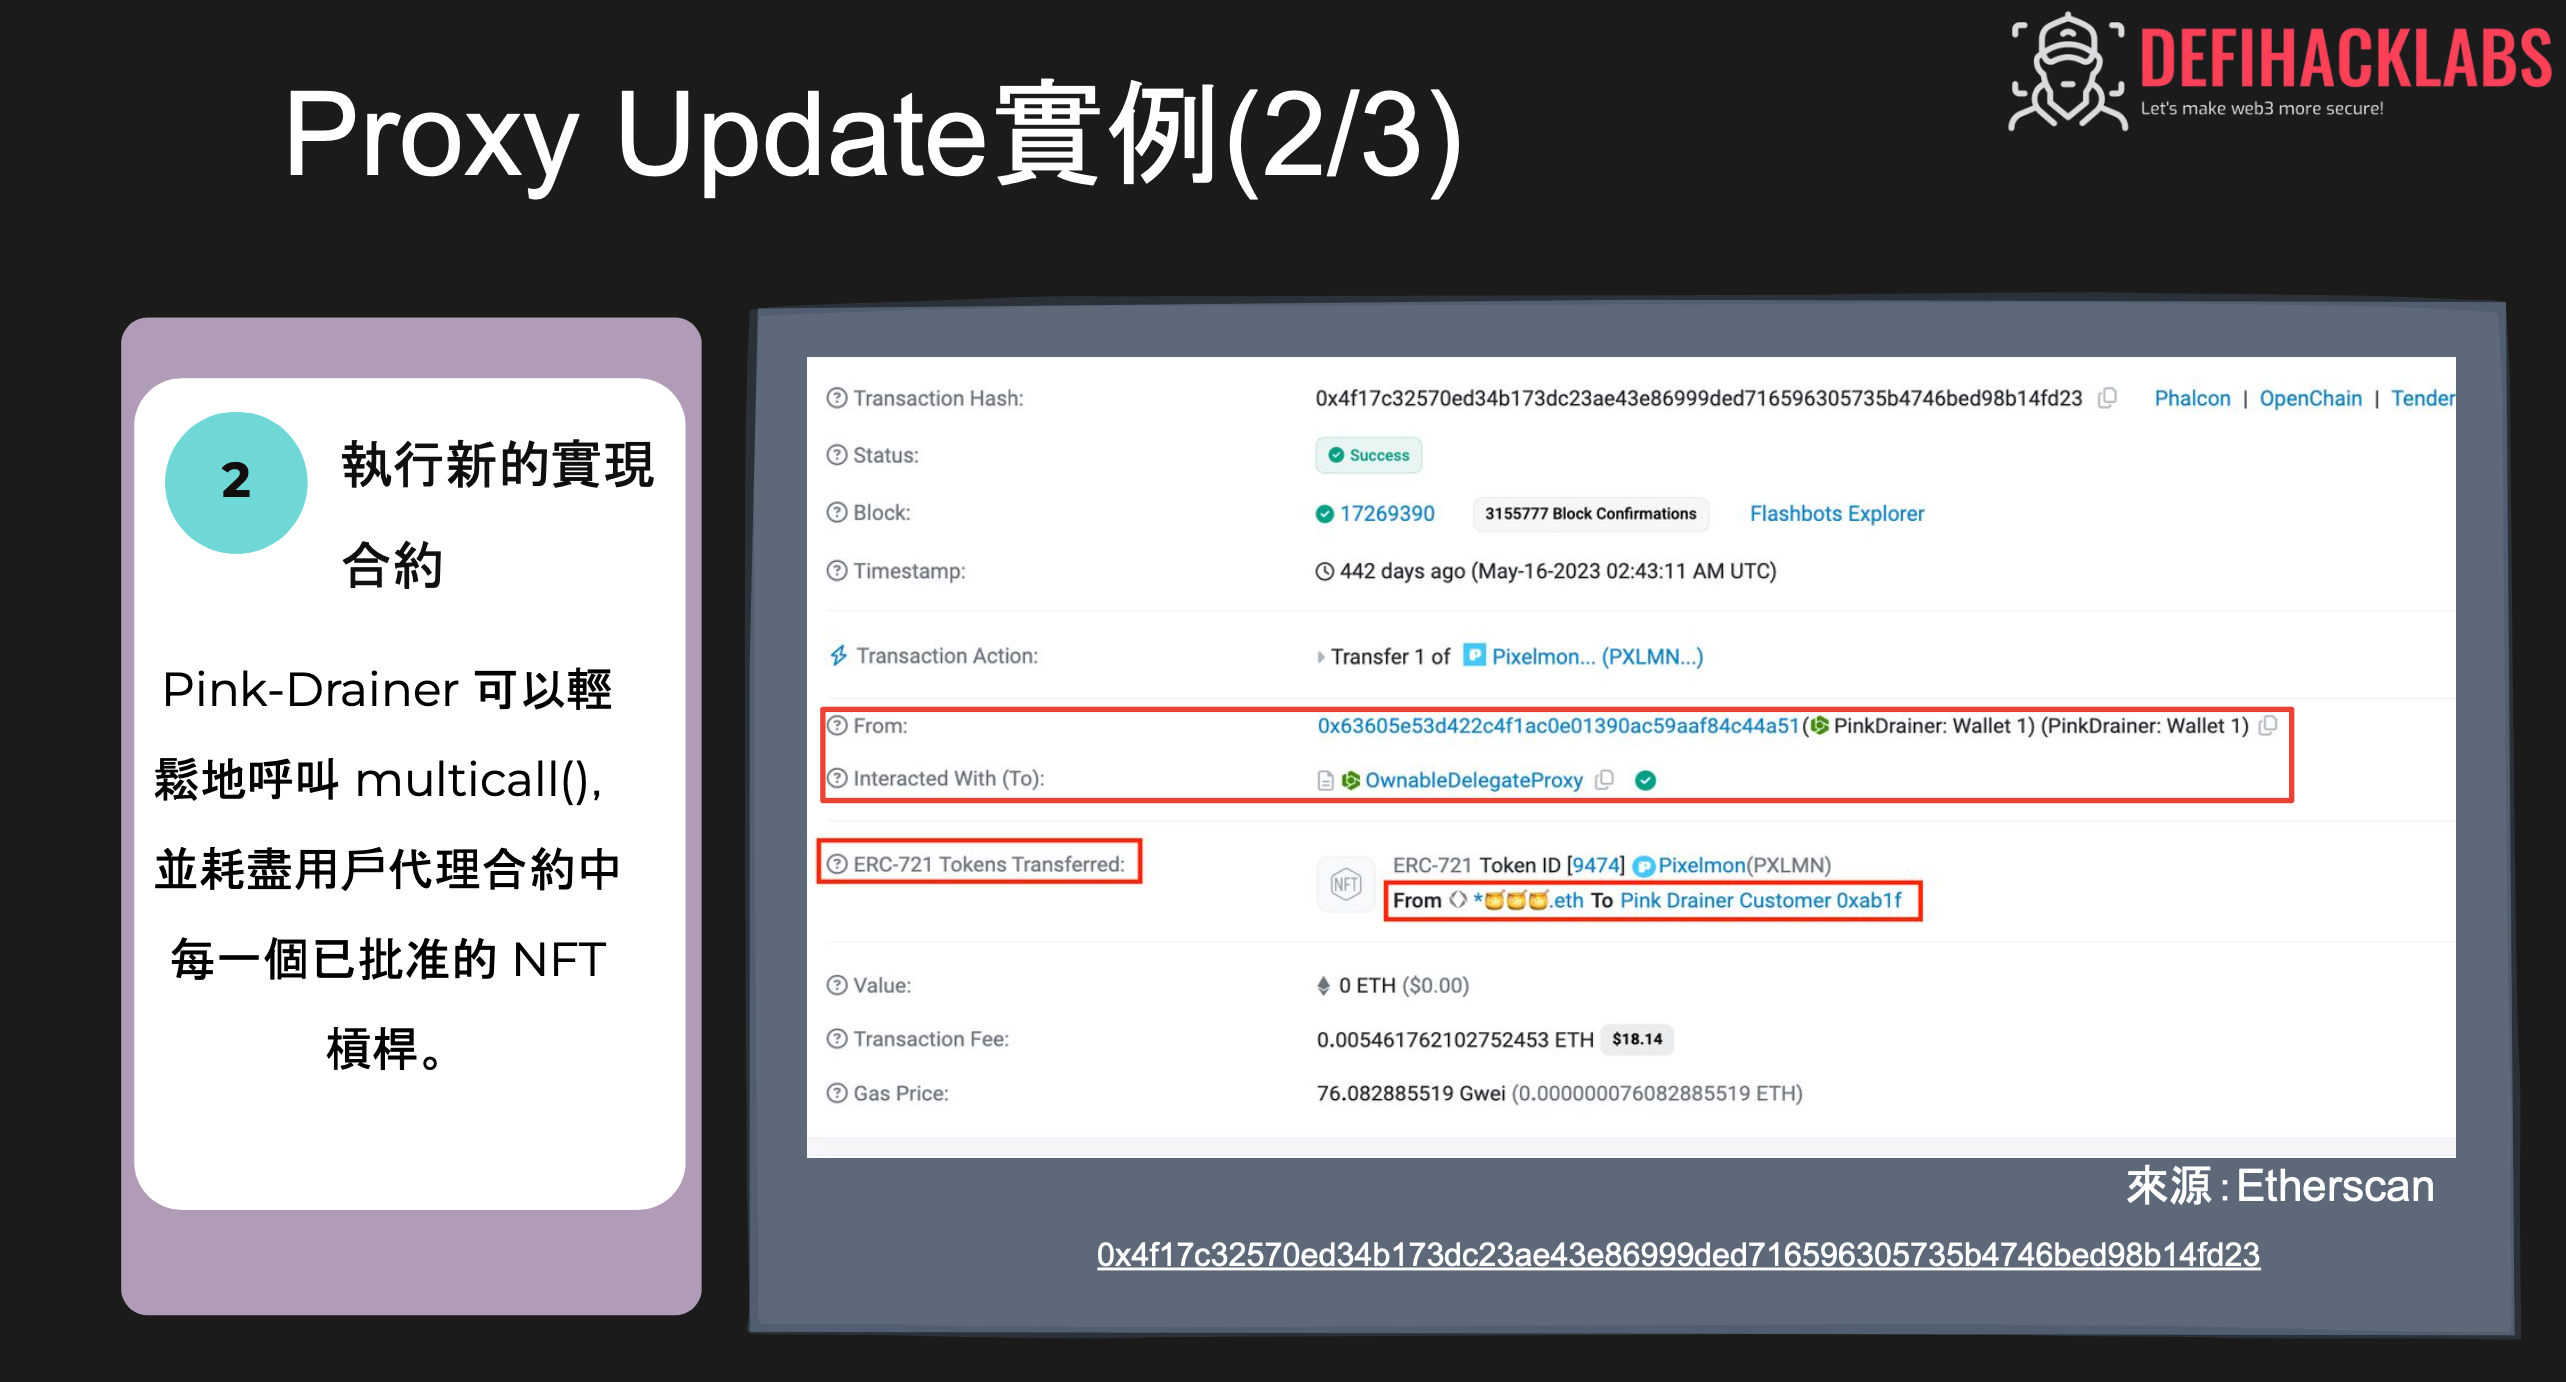 DEFIHACKLABS
Let's make web3 more secure!
Proxy Update實例(2/3)
2
執行新的實現
合約
Pink-Drainer 可以輕
鬆地呼叫 multicall(),
並耗盡用戶代理合約中
每一個已批准的 NFT
槓桿。
Transaction Hash: 0x4f17c32570ed34b173dc23ae43e86999ded716596305735b4746bed98b14fd23 Phalcon | OpenChain | Tender
Status: Success
Block: 17269390 3155777 Block Confirmations Flashbots Explorer
Timestamp: 442 days ago (May-16-2023 02:43:11 AM UTC)
Transaction Action: Transfer 1 of Pixelmon... (PXLMN...)
From: 0x63605e53d422c4f1ac0e01390ac59aaf84c44a51( PinkDrainer: Wallet 1) (PinkDrainer: Wallet 1)
Interacted With (To): OwnableDelegateProxy
ERC-721 Tokens Transferred: NFT ERC-721 Token ID [9474] Pixelmon(PXLMN)
From *🍯🍯🍯.eth To Pink Drainer Customer 0xab1f
Value: 0 ETH ($0.00)
Transaction Fee: 0.005461762102752453 ETH $18.14
Gas Price: 76.082885519 Gwei (0.000000076082885519 ETH)
來源:Etherscan
0x4f17c32570ed34b173dc23ae43e86999ded716596305735b4746bed98b14fd23